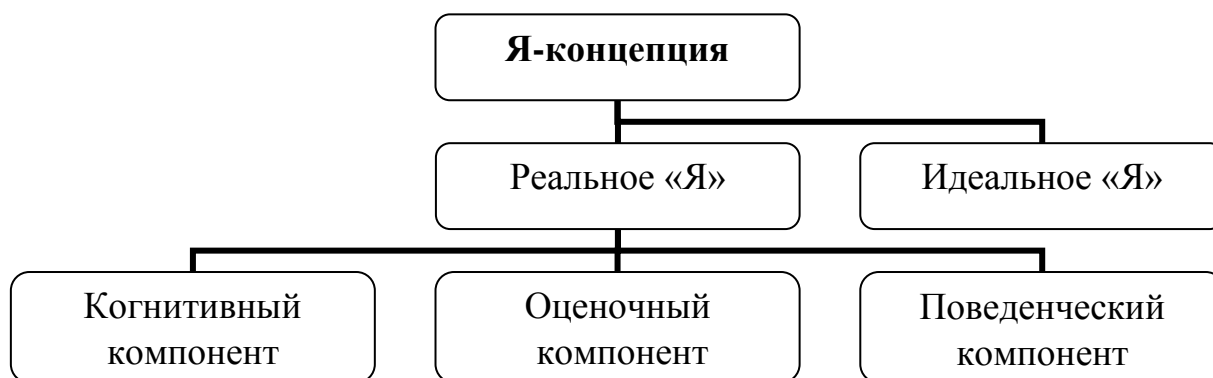 Я-концепция
Реальное «Я»
Идеальное «Я»
Когнитивный
компонент
Оценочный
компонент
Поведенческий
компонент